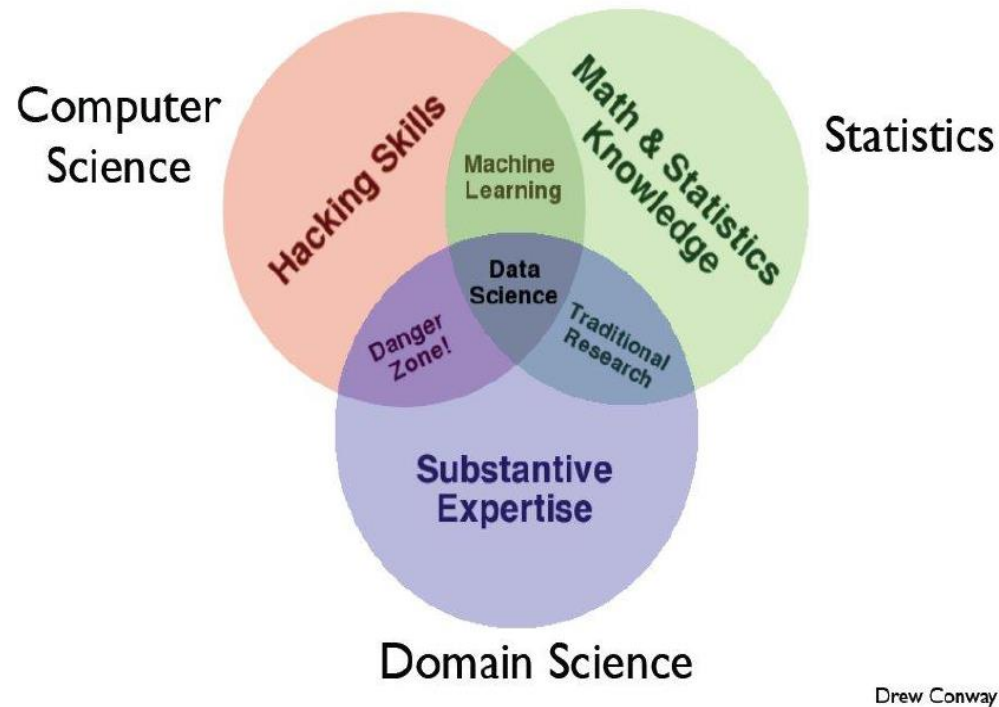 Computer
Science
Hacking Skills
Machine
Learning
Math & Statistics
Knowledge
Statistics
Data
Science
Danger
Zone!
Traditional
Research
Substantive
Expertise
Domain Science
Drew Conway